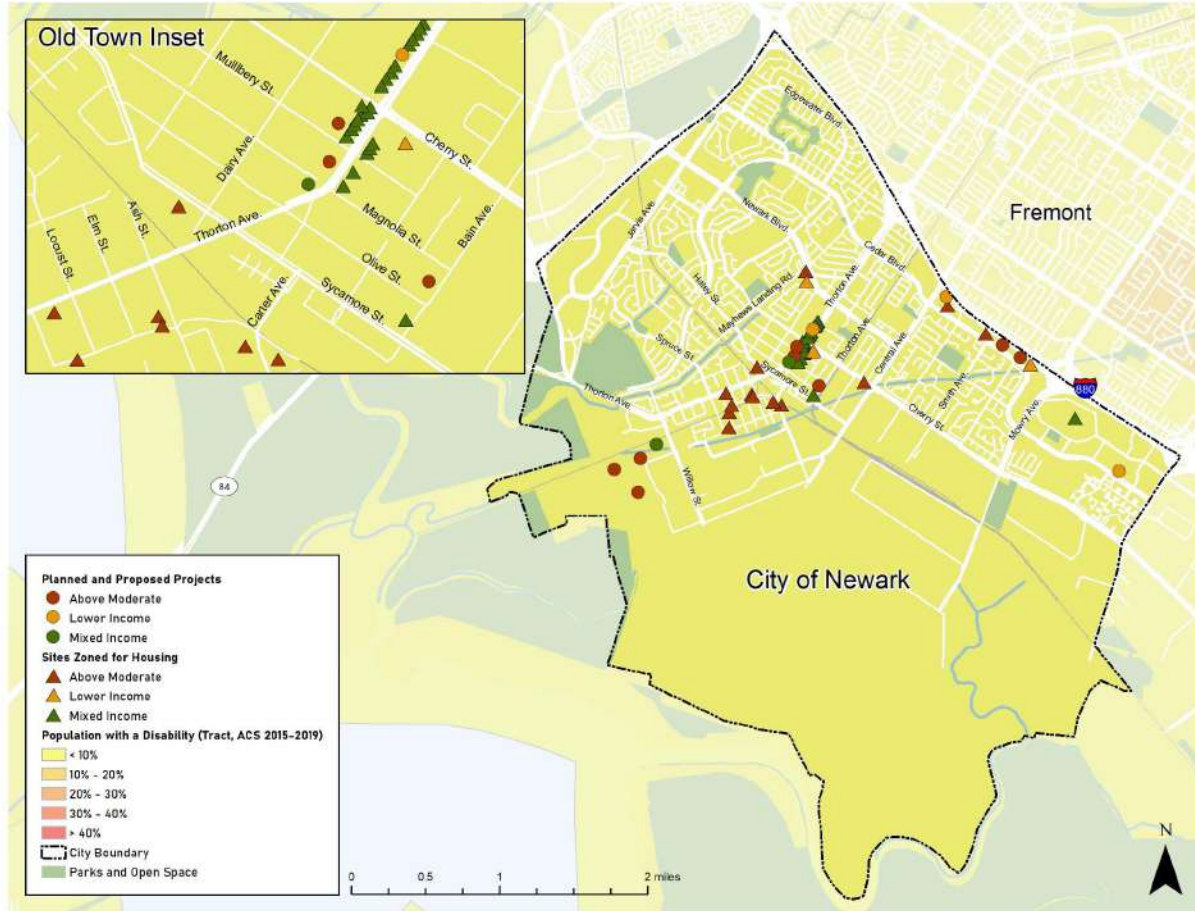 Old Town Inset
Muillbery St.
Dairy Ave.
Cherry St.
Thorton Ave.
Magnolia St.
Bain Ave.
Olive St.
Ash St.
Elm St.
Locust St.
Carter Ave.
Sycamore St.
Edgewater Blvd.
Fremont
Jarvis Ave.
Newark Blvd.
Cedar Blvd.
Haley St.
Mayhews Landing Rd.
Thorton Ave.
Thorton Ave.
Central Ave.
Spruce St.
Sycamore St.
Smith Ave.
880
Thorton Ave.
Cherry St.
Mowry Ave.
Willow St.
84
City of Newark
Planned and Proposed Projects
Above Moderate
Lower Income
Mixed Income
Sites Zoned for Housing
Above Moderate
Lower Income
Mixed Income
Population with a Disability (Tract, ACS 2015-2019)
< 10%
10% - 20%
20% - 30%
30% - 40%
> 40%
City Boundary
Parks and Open Space
0 0.5 1 2 miles
N